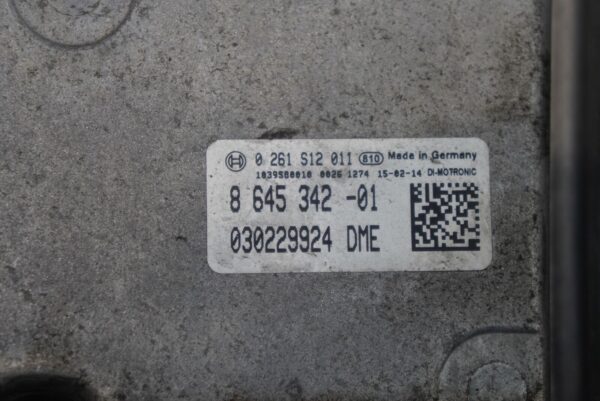 0 261 S12 011 610 Made in Germany
1039S80010 0026 1274 15-02-14 DI-MOTRONIC
8 645 342 -01
030229924 DME